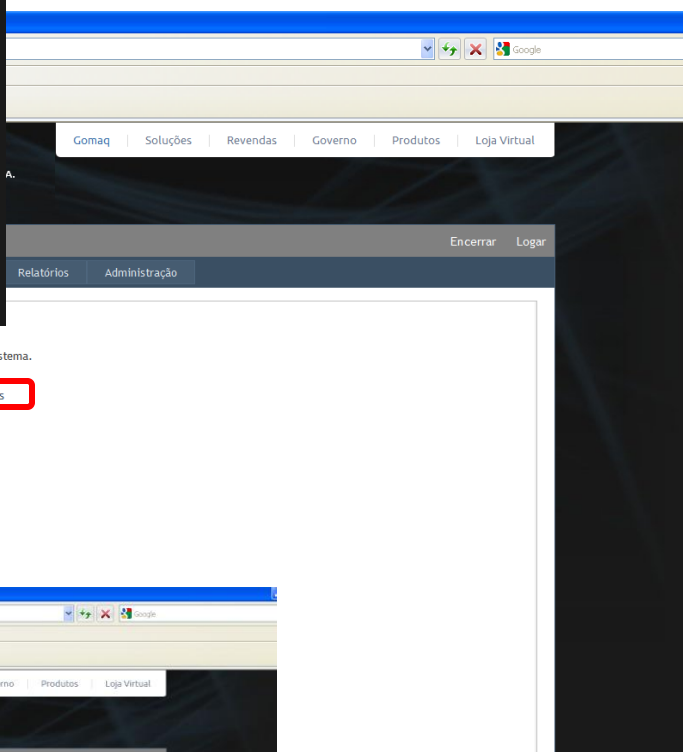 Google
Gomaq Soluções Revendas Governo Produtos Loja Virtual
A.
Encerrar Logar
Relatórios Administração
stema.
s
Google
rno Produtos Loja Virtual